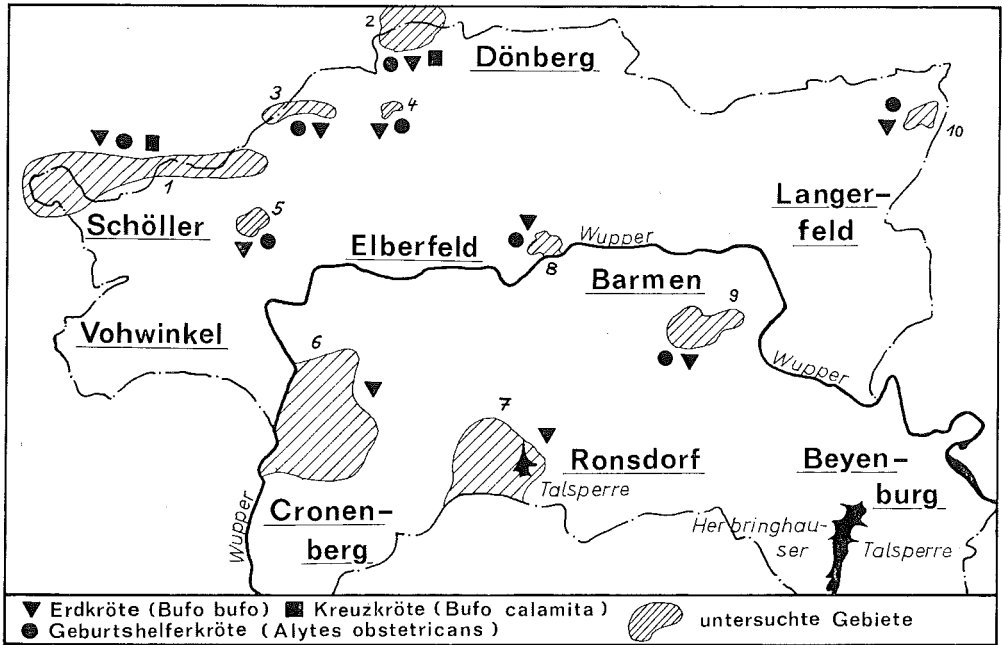 2
Dönberg
3
4
10
1
Schöller
5
Langer-
feld
Elberfeld
Wupper
8
Barmen
9
Vohwinkel
6
Wupper
7
Ronsdorf
Talsperre
Beyen-
burg
Cronen-
berg
Wupper
Herbringhau-
ser
Talsperre
Erdkröte (Bufo bufo) Kreuzkröte (Bufo calamita)
Geburtshelferkröte (Alytes obstetricans)
untersuchte Gebiete